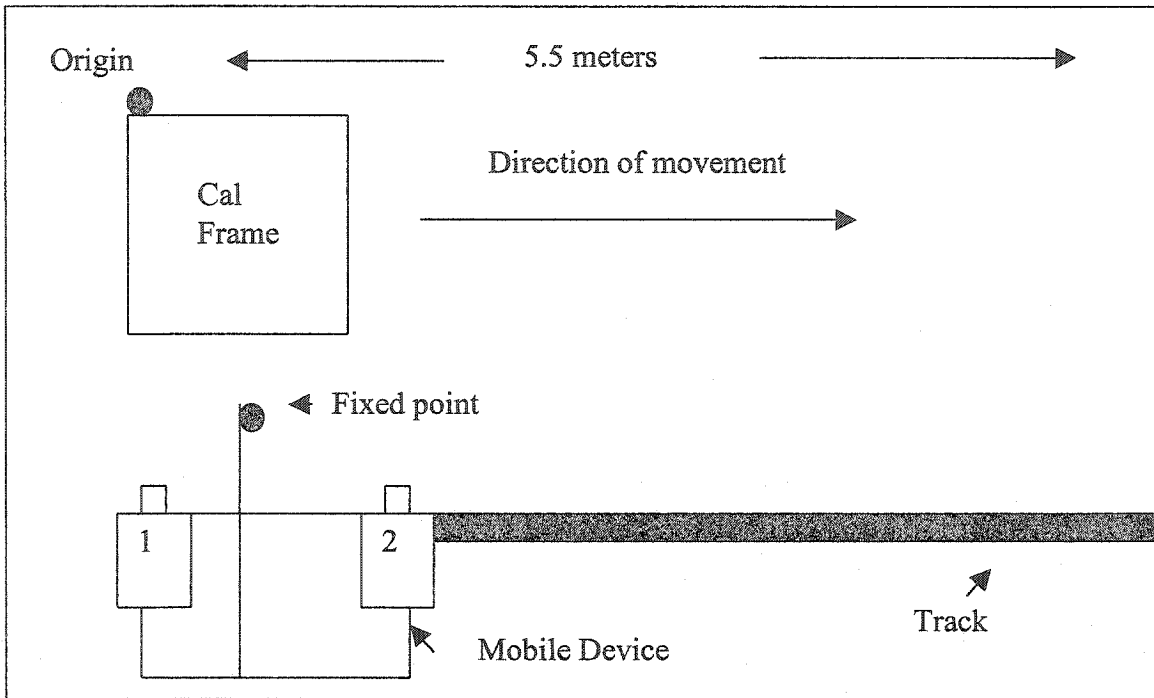 Origin
5.5 meters
Direction of movement
Cal
Frame
Fixed point
1
2
Track
Mobile Device